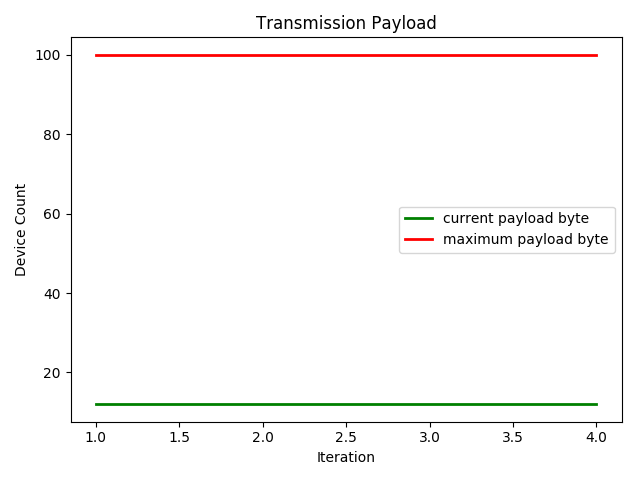 Transmission Payload
100
80
60
40
20
Device Count
current payload byte
maximum payload byte
1.0 1.5 2.0 2.5 3.0 3.5 4.0
Iteration